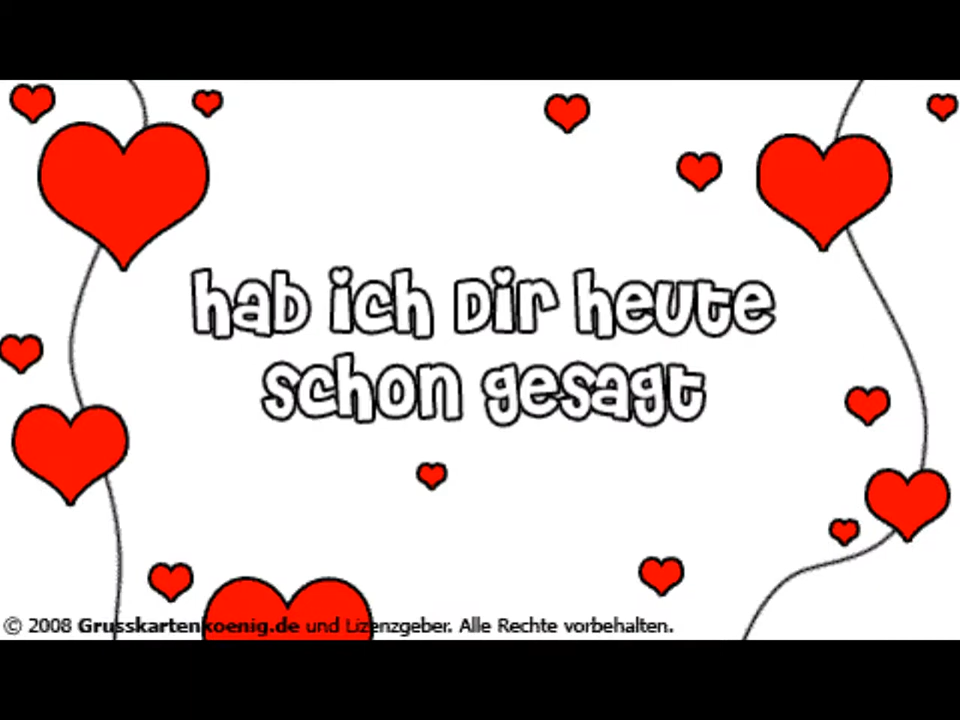 hab ich Dir heute
schon gesagt
© 2008 Grusskartenkoenig.de und Lizenzgeber. Alle Rechte vorbehalten.